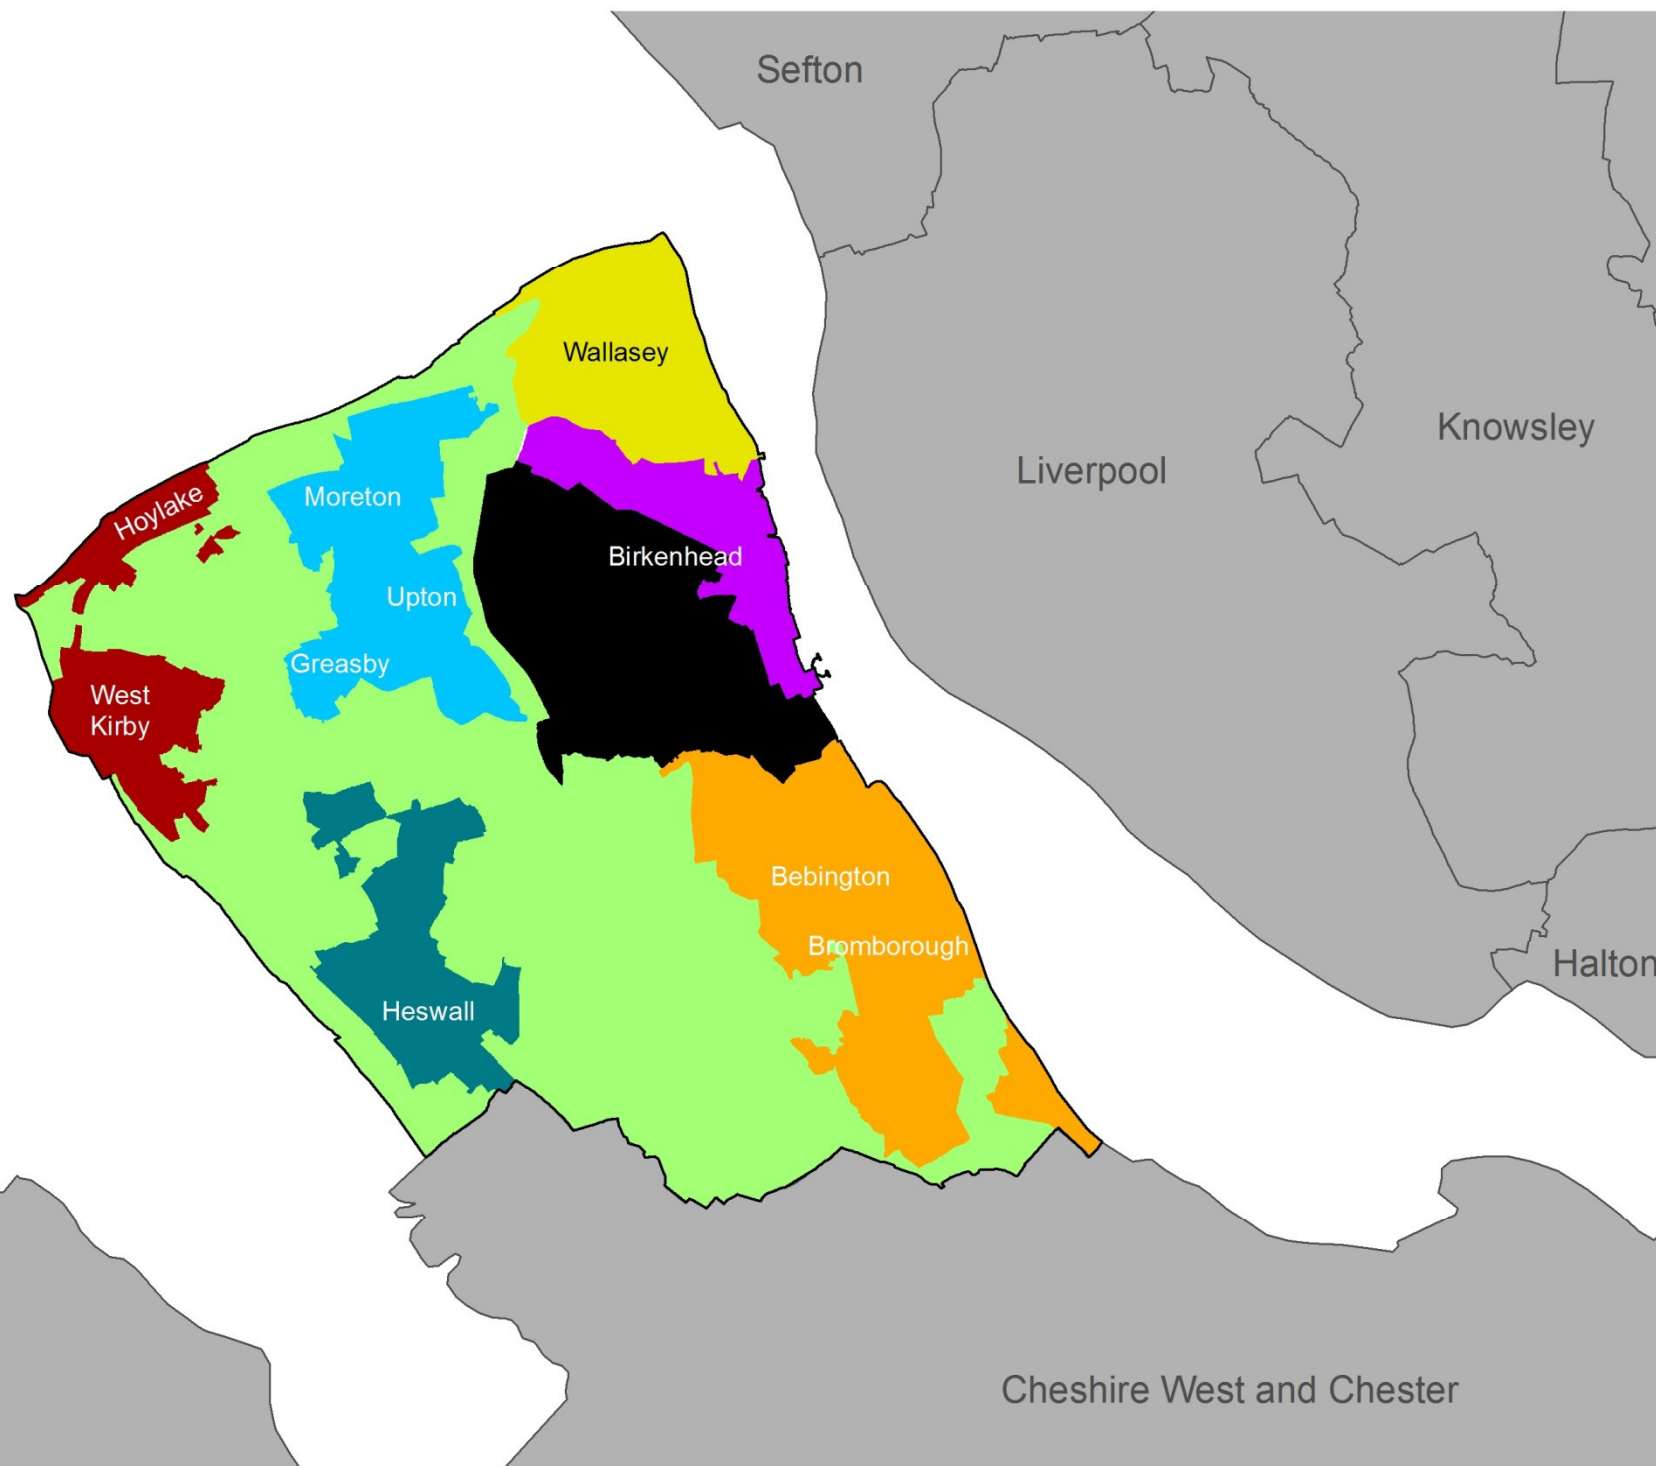 Sefton
Wallasey
Knowsley
Liverpool
Hoylake
Moreton
Birkenhead
Upton
Greasby
West
Kirby
Bebington
Bromborough
Halton
Heswall
Cheshire West and Chester